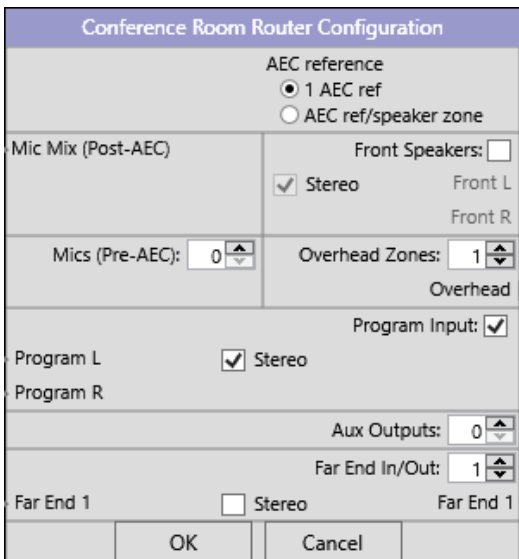 Conference Room Router Configuration
AEC reference
1 AEC ref
AEC ref/speaker zone
Mic Mix (Post-AEC)
Front Speakers:
Stereo Front L
Front R
Mics (Pre-AEC): 0
Overhead Zones: 1
Overhead
Program Input:
Program L Stereo
Program R
Aux Outputs: 0
Far End In/Out: 1
Far End 1 Stereo Far End 1
OK Cancel